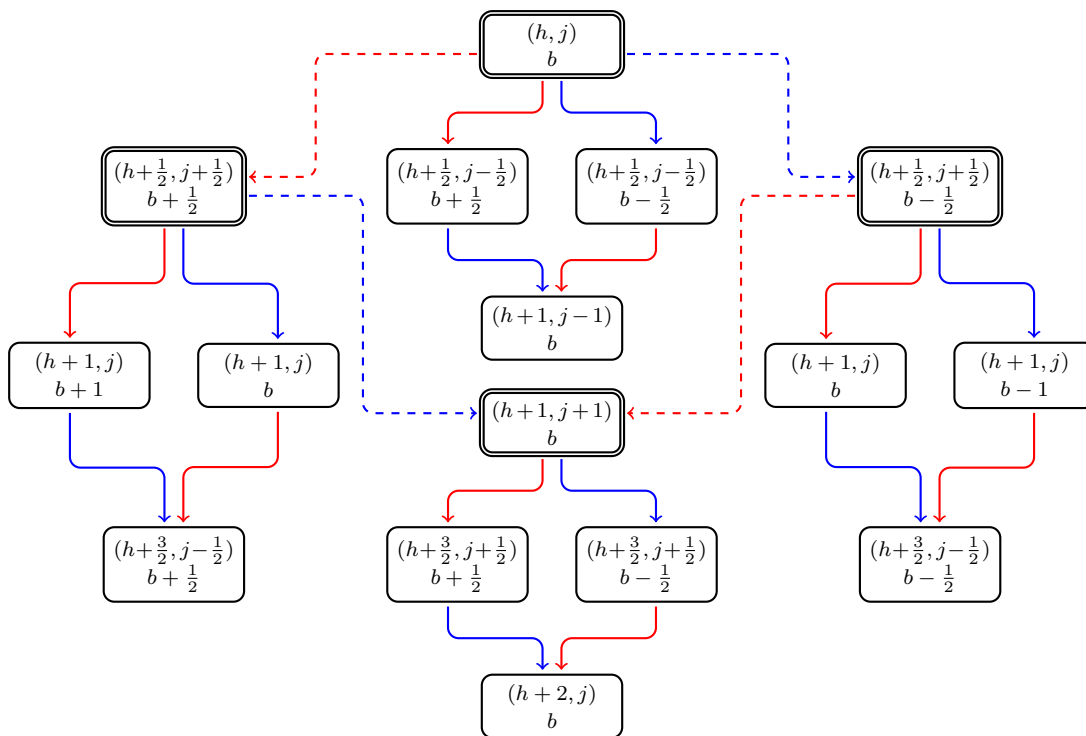 (h, j)
b
(h+1/2, j+1/2)
b + 1/2
(h+1/2, j−1/2)
b + 1/2
(h+1/2, j−1/2)
b − 1/2
(h+1/2, j+1/2)
b − 1/2
(h+1, j−1)
b
(h + 1, j)
b + 1
(h + 1, j)
b
(h + 1, j)
b
(h + 1, j)
b − 1
(h+1, j+1)
b
(h+3/2, j−1/2)
b + 1/2
(h+3/2, j+1/2)
b + 1/2
(h+3/2, j+1/2)
b − 1/2
(h+3/2, j−1/2)
b − 1/2
(h + 2, j)
b